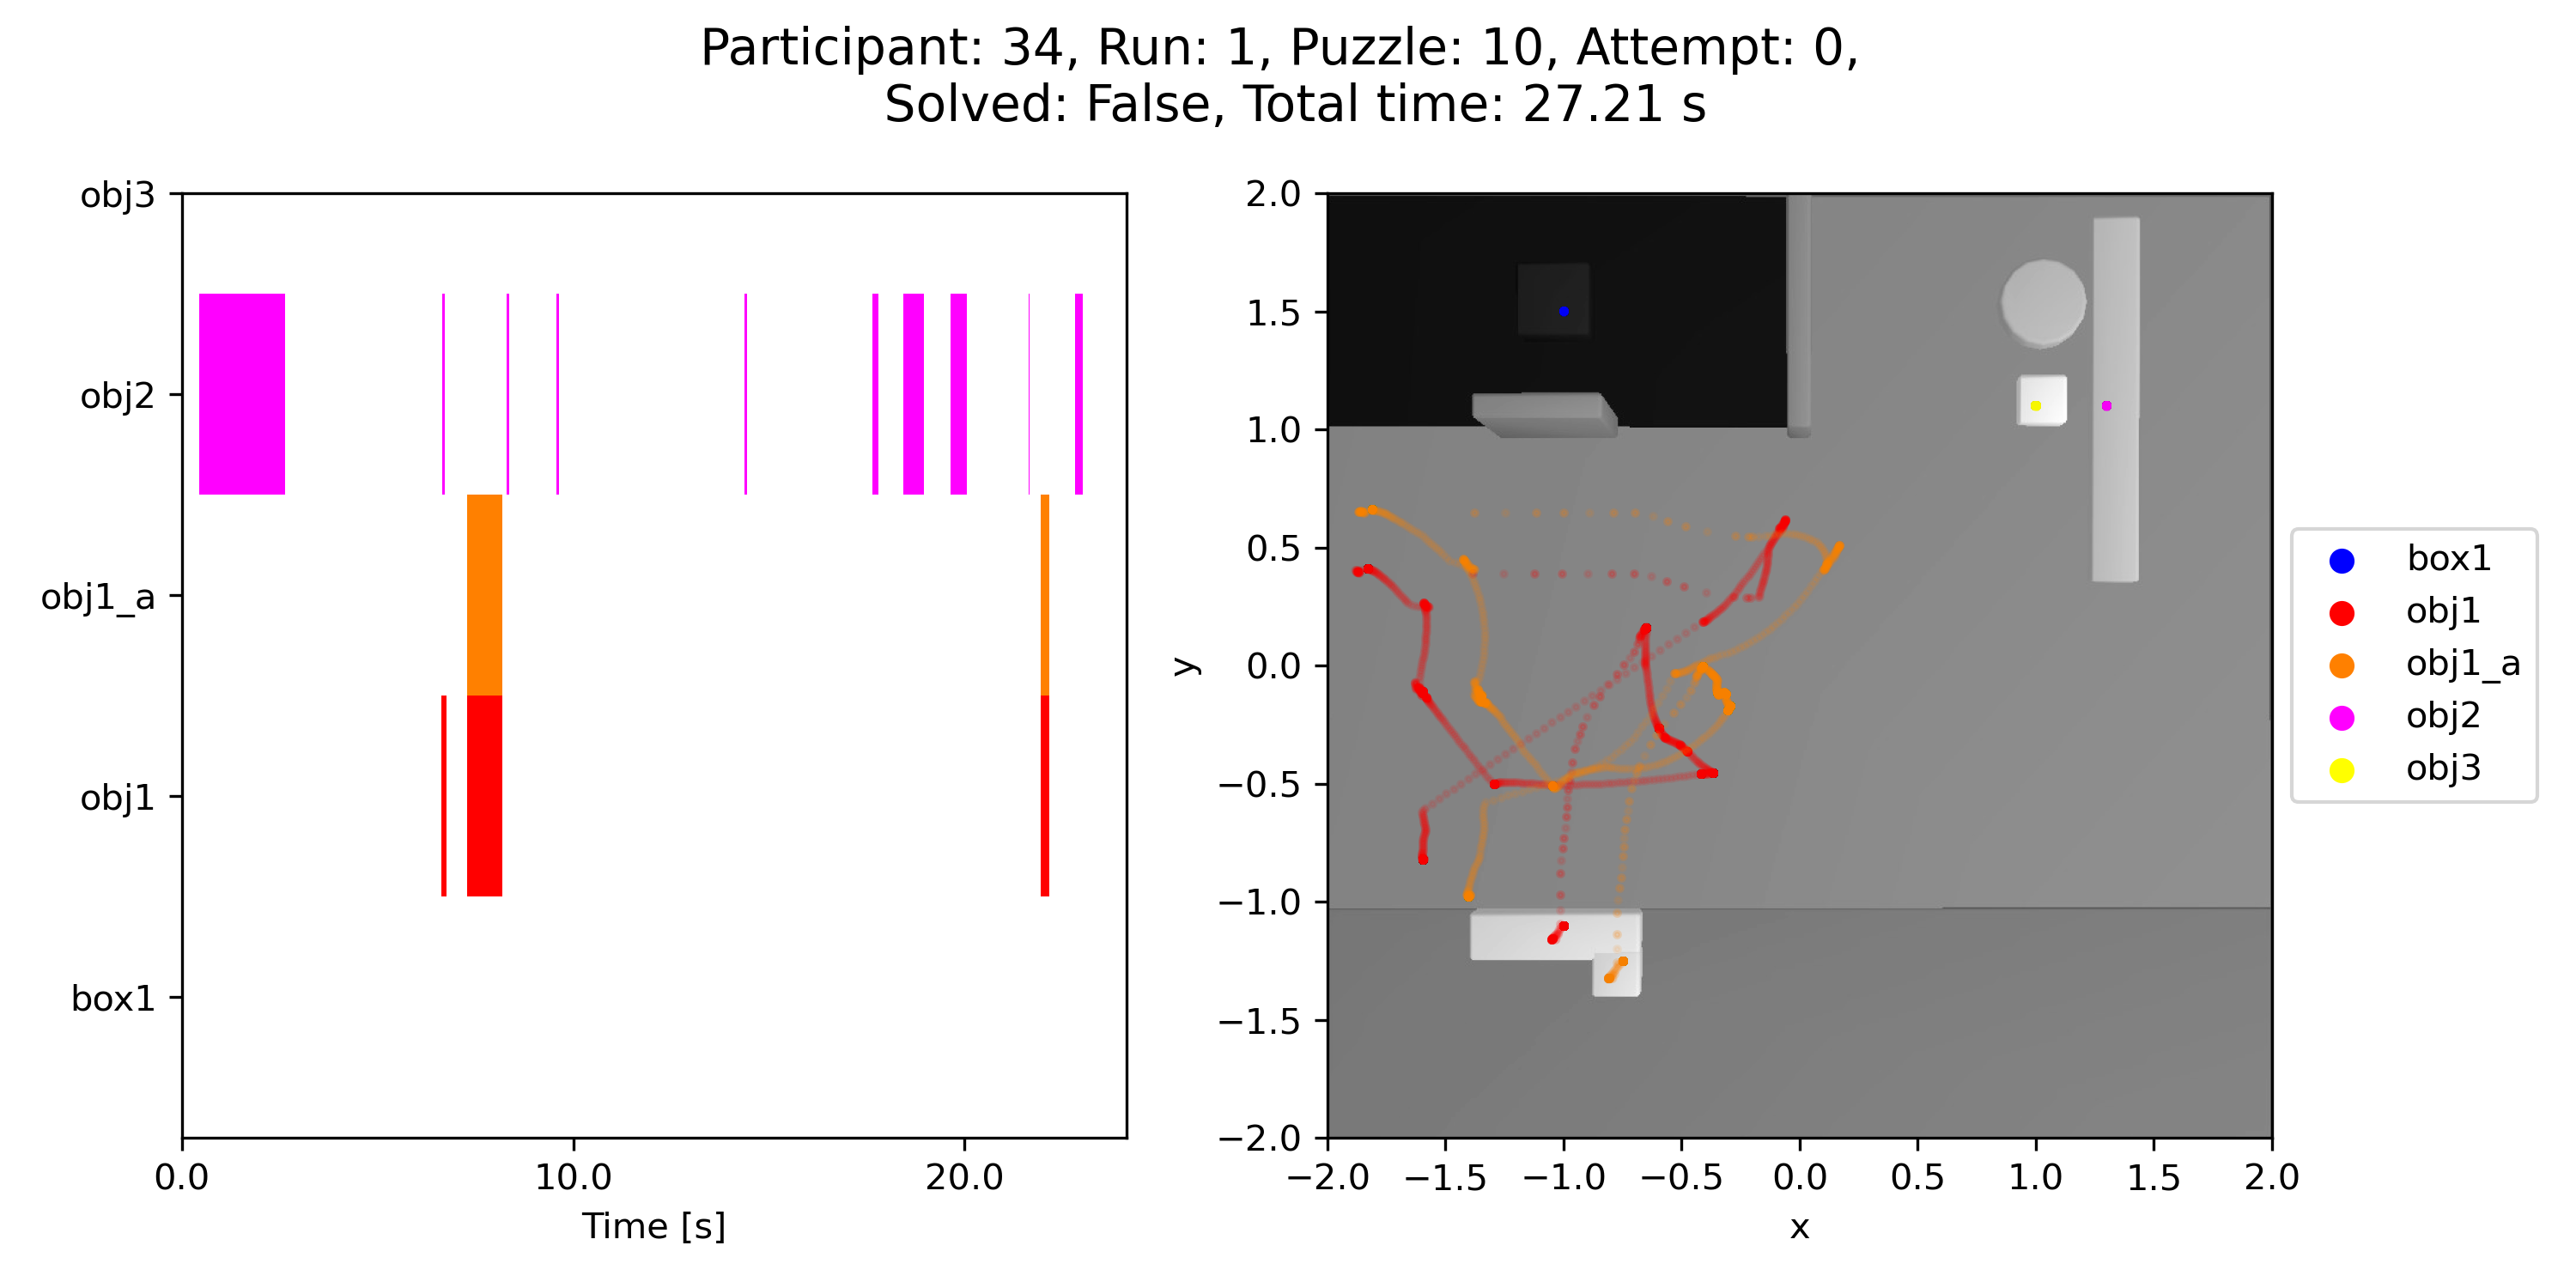 Participant: 34, Run: 1, Puzzle: 10, Attempt: 0,
Solved: False, Total time: 27.21 s
obj3
obj2
obj1_a
obj1
box1
0.0 10.0 20.0
Time [s]
2.0
1.5
1.0
0.5
0.0
−0.5
−1.0
−1.5
−2.0
y
−2.0 −1.5 −1.0 −0.5 0.0 0.5 1.0 1.5 2.0
x
box1
obj1
obj1_a
obj2
obj3